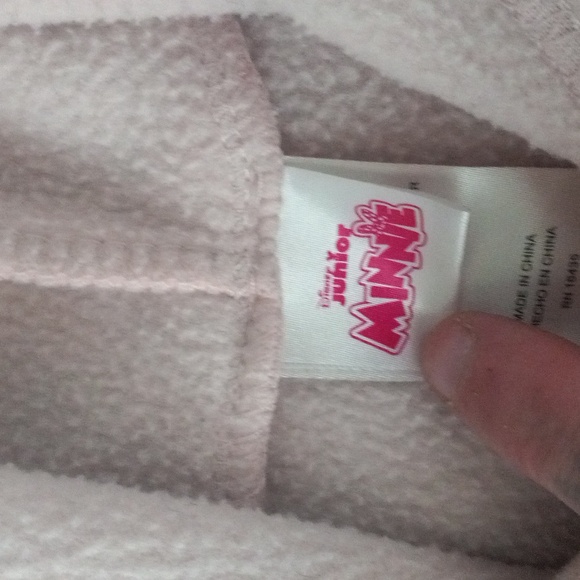 Disney
Junior
MINNIE
R
MADE IN CHINA
HECHO EN CHINA
RN 16435